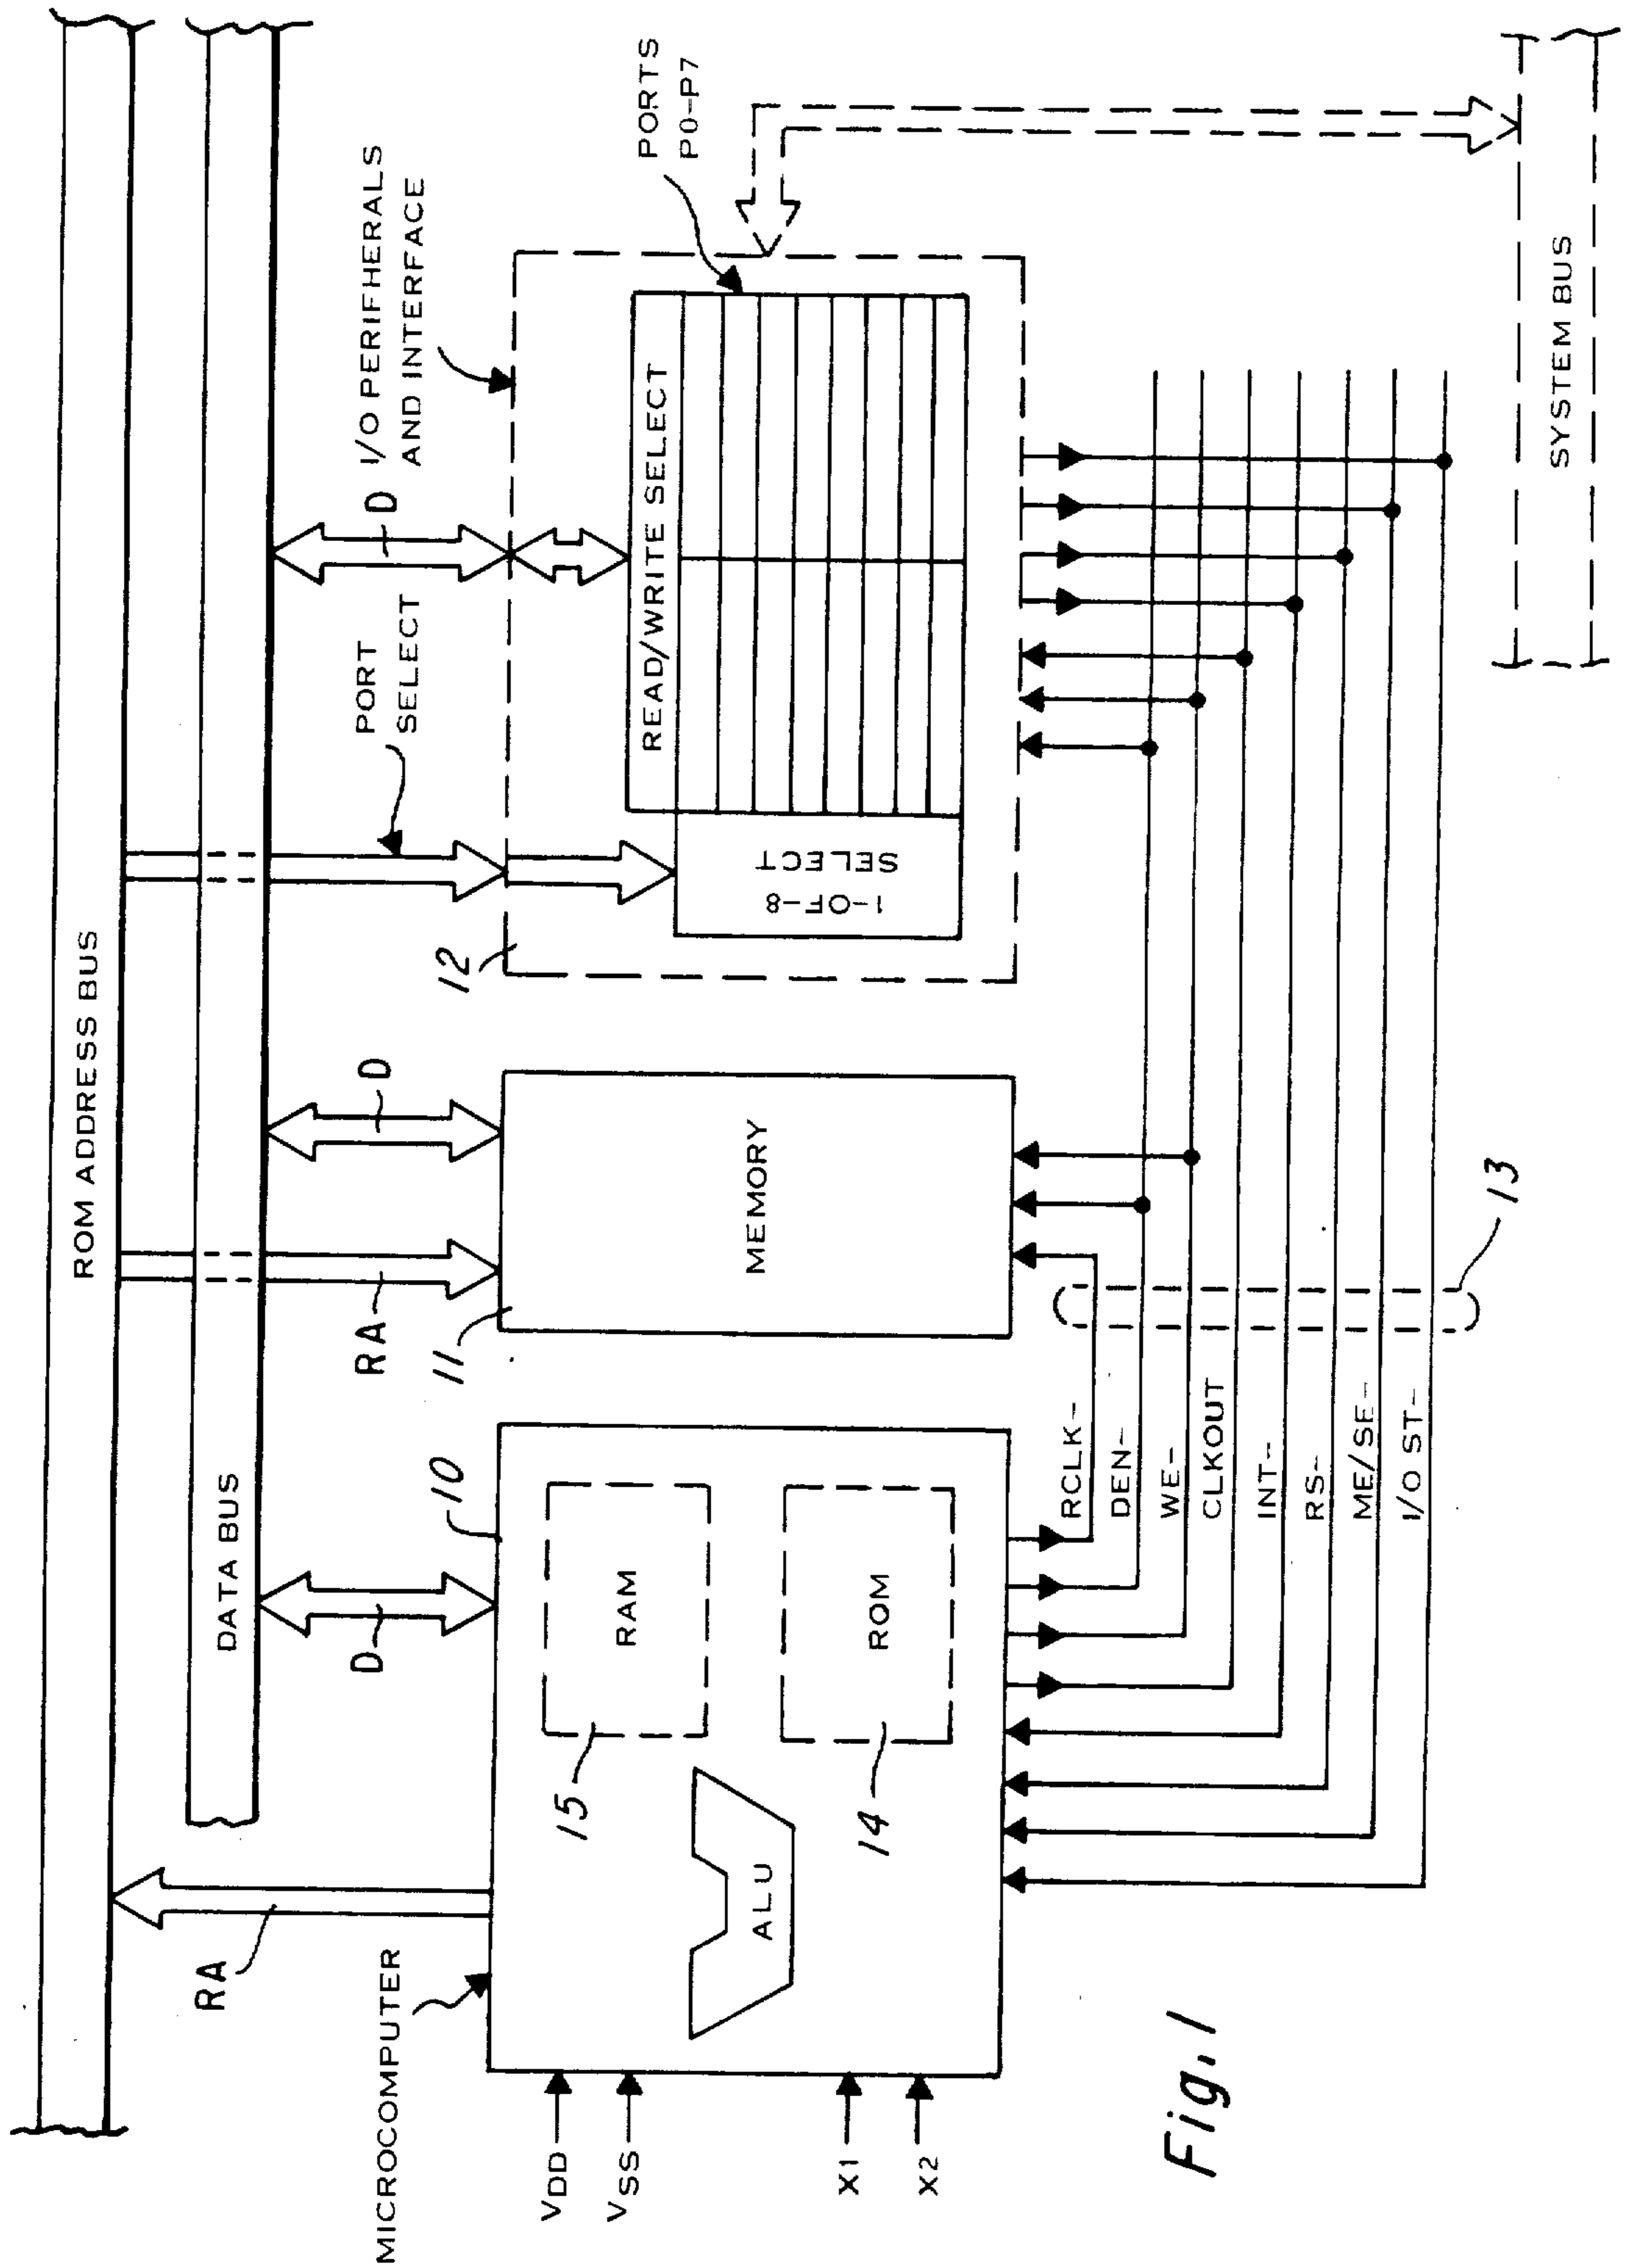 ROM ADDRESS BUS
DATA BUS
RA
D
RA
D
PORT
SELECT
D
I/O PERIFHERALS
AND INTERFACE
PORTS
P0-P7
MICROCOMPUTER
10
11
12
VDD
VSS
X1
X2
15
RAM
ALU
14
ROM
MEMORY
1-OF-8
SELECT
READ/WRITE SELECT
RCLK-
DEN-
WE-
CLKOUT
INT-
RS-
ME/SE-
I/O ST-
13
SYSTEM BUS
Fig. 1